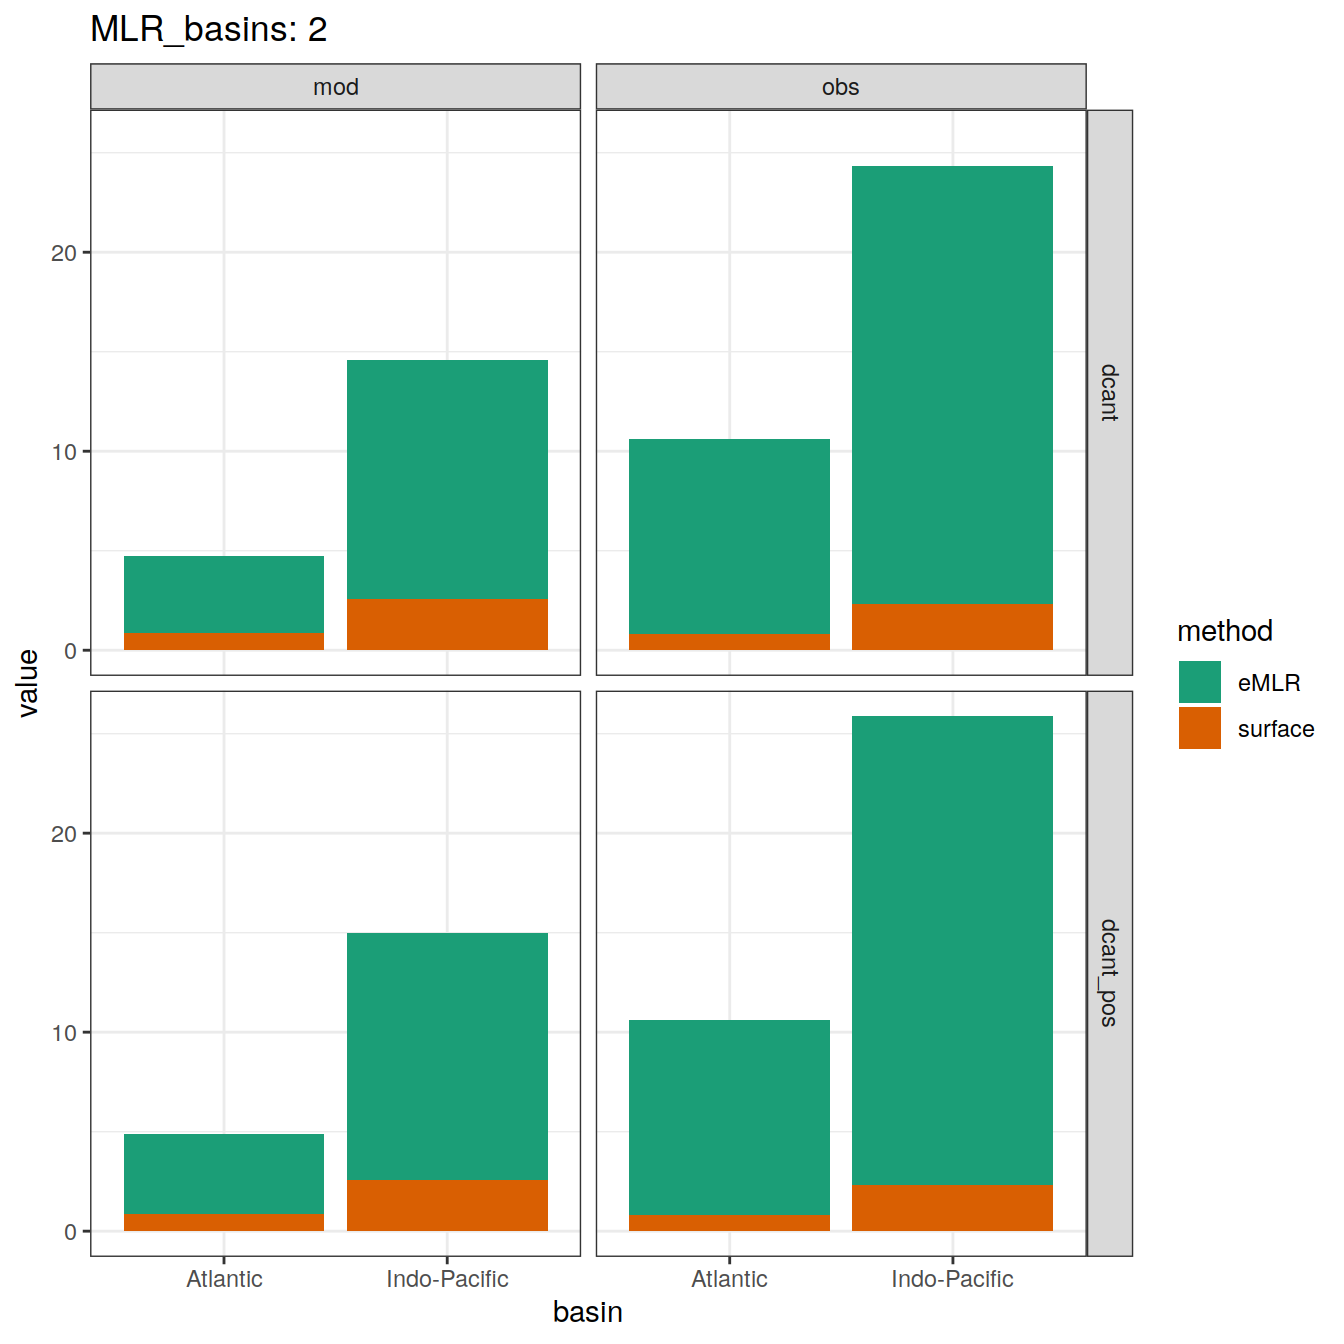 MLR_basins: 2
mod
obs
20
10
0
dcant
20
10
0
dcant_pos
value
Atlantic
Indo-Pacific
Atlantic
Indo-Pacific
basin
method
eMLR
surface